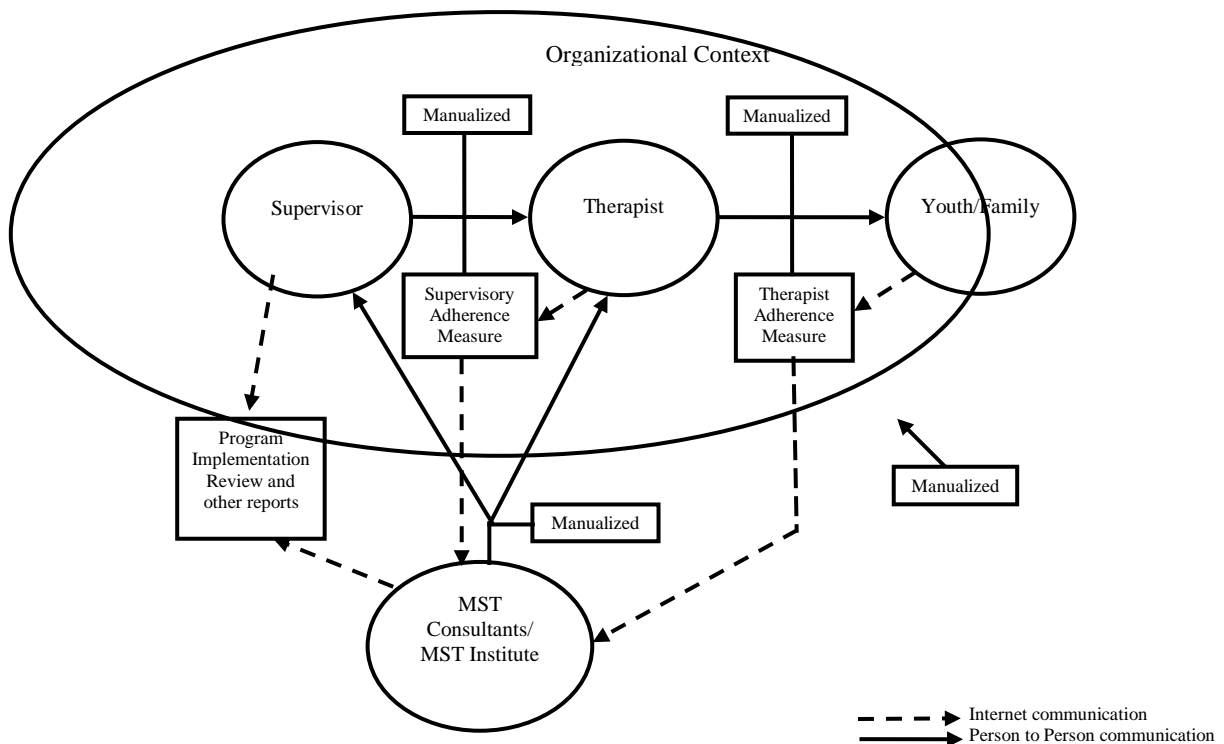 Organizational Context
Manualized
Manualized
Supervisor
Therapist
Youth/Family
Supervisory
Adherence
Measure
Therapist
Adherence
Measure
Program
Implementation
Review and
other reports
Manualized
Manualized
MST
Consultants/
MST Institute
Internet communication
Person to Person communication